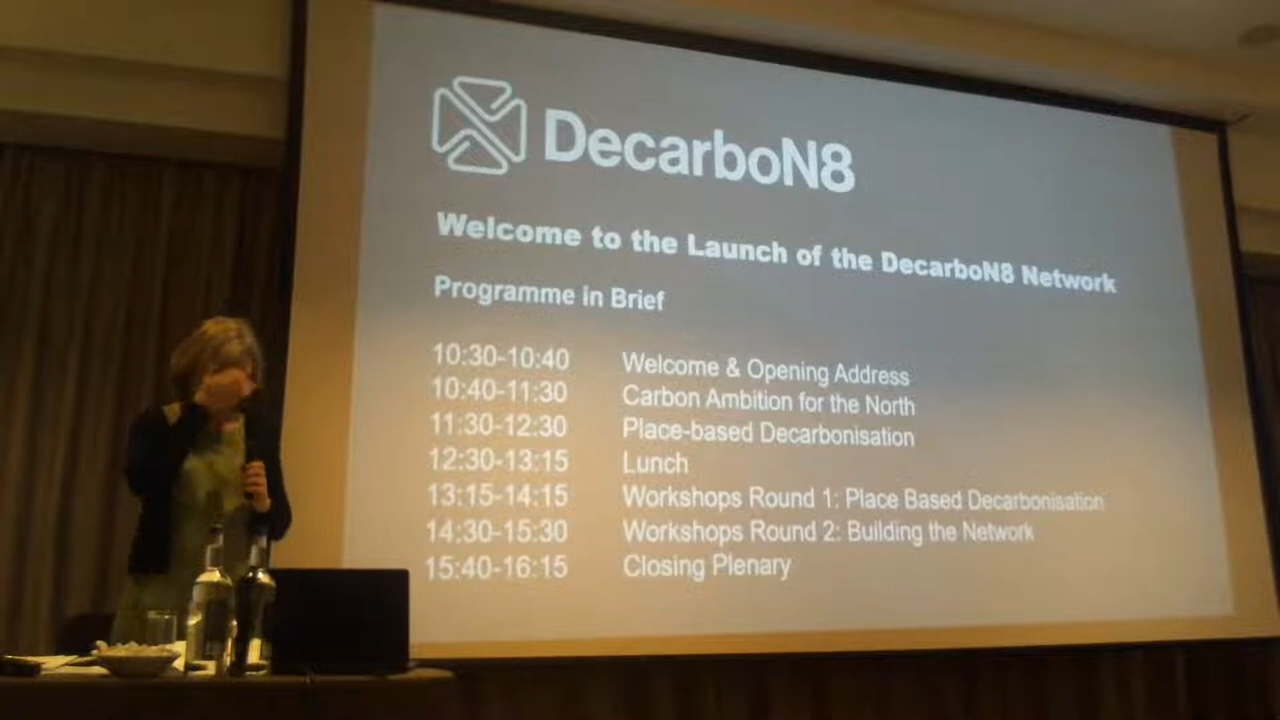 DecarboN8
Welcome to the Launch of the DecarboN8 Network
Programme in Brief
10:30-10:40 Welcome & Opening Address
10:40-11:30 Carbon Ambition for the North
11:30-12:30 Place-based Decarbonisation
12:30-13:15 Lunch
13:15-14:15 Workshops Round 1: Place Based Decarbonisation
14:30-15:30 Workshops Round 2: Building the Network
15:40-16:15 Closing Plenary